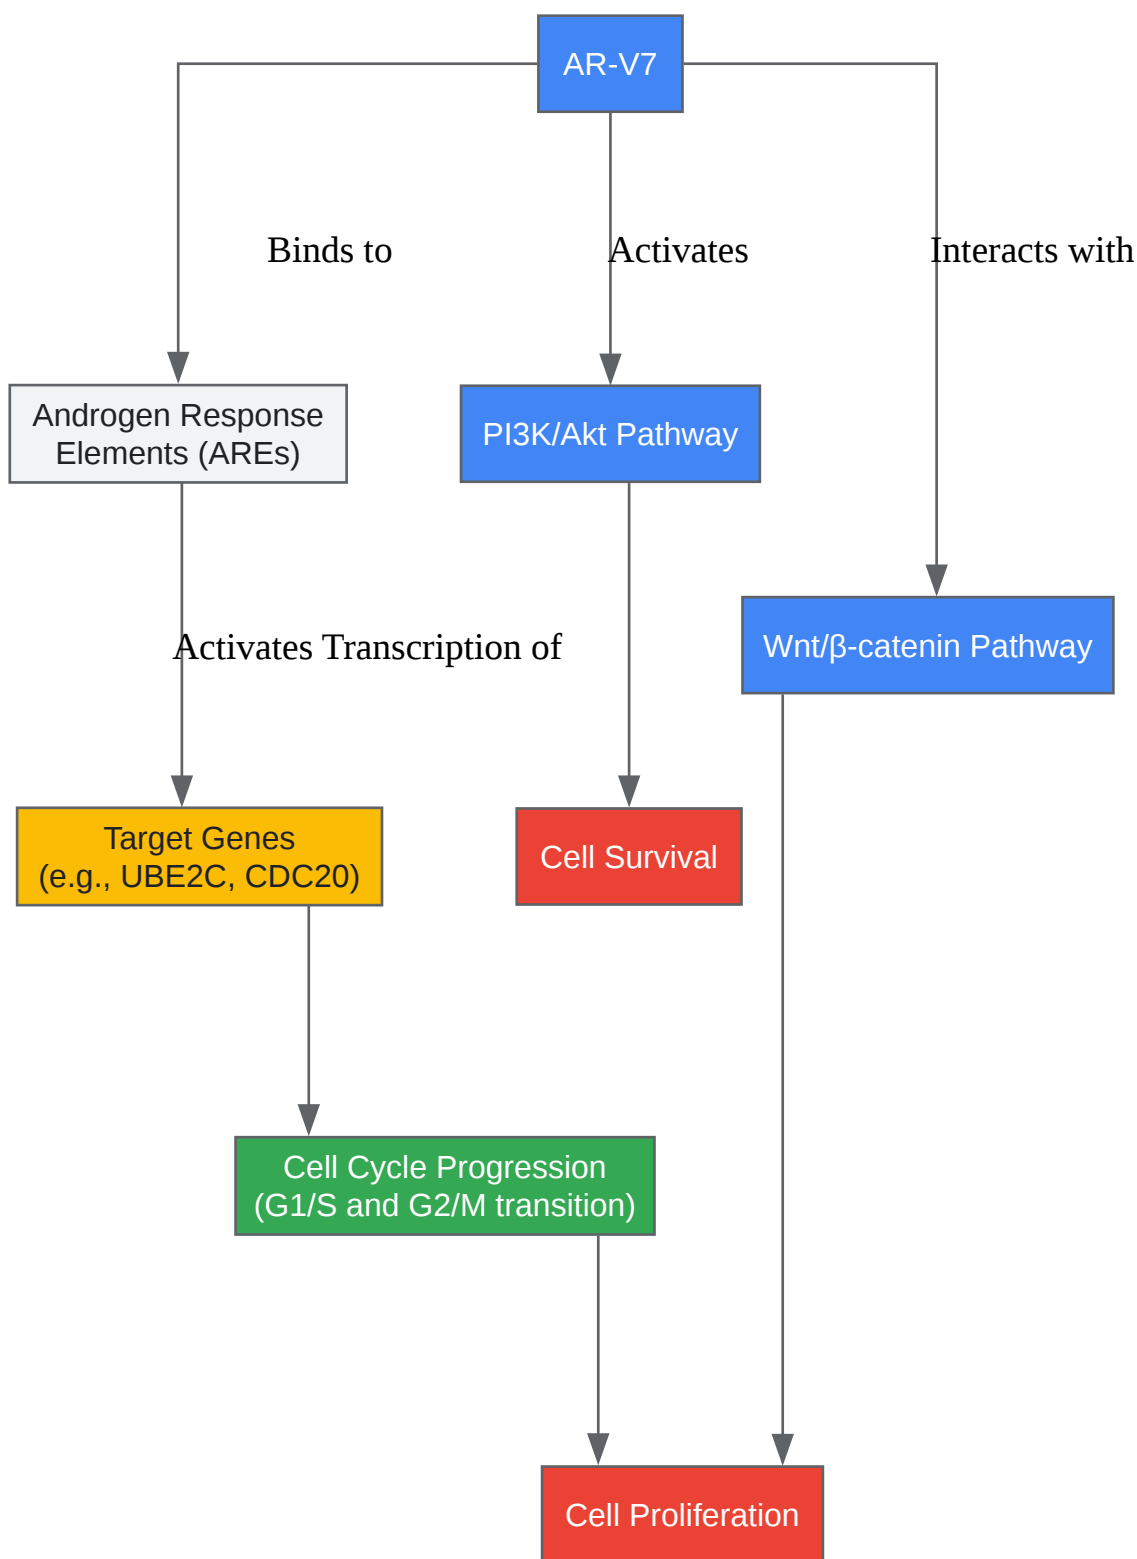 AR-V7
Binds to
Activates
Interacts with
Androgen Response
Elements (AREs)
PI3K/Akt Pathway
Wnt/β-catenin Pathway
Activates Transcription of
Target Genes
(e.g., UBE2C, CDC20)
Cell Survival
Cell Cycle Progression
(G1/S and G2/M transition)
Cell Proliferation